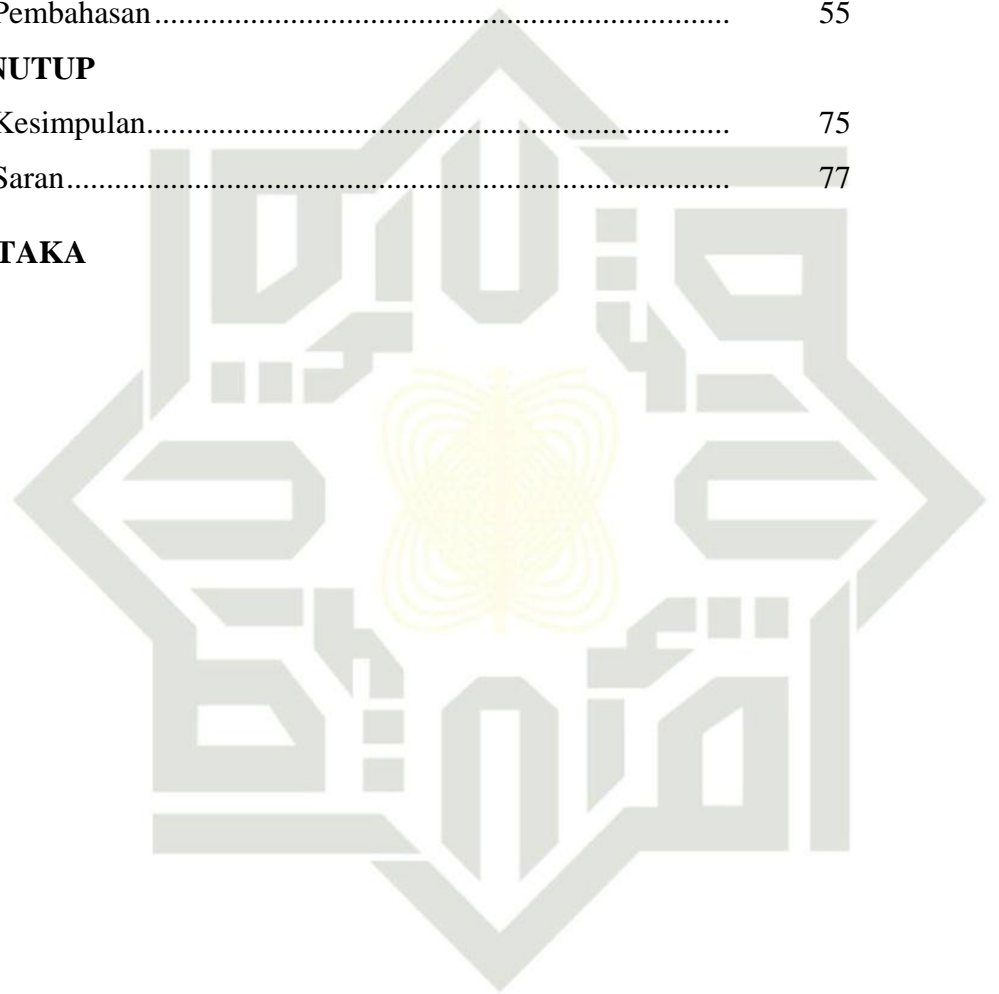 Pembahasan........................................................................ 55
NUTUP
Kesimpulan......................................................................... 75
Saran................................................................................... 77
TAKA